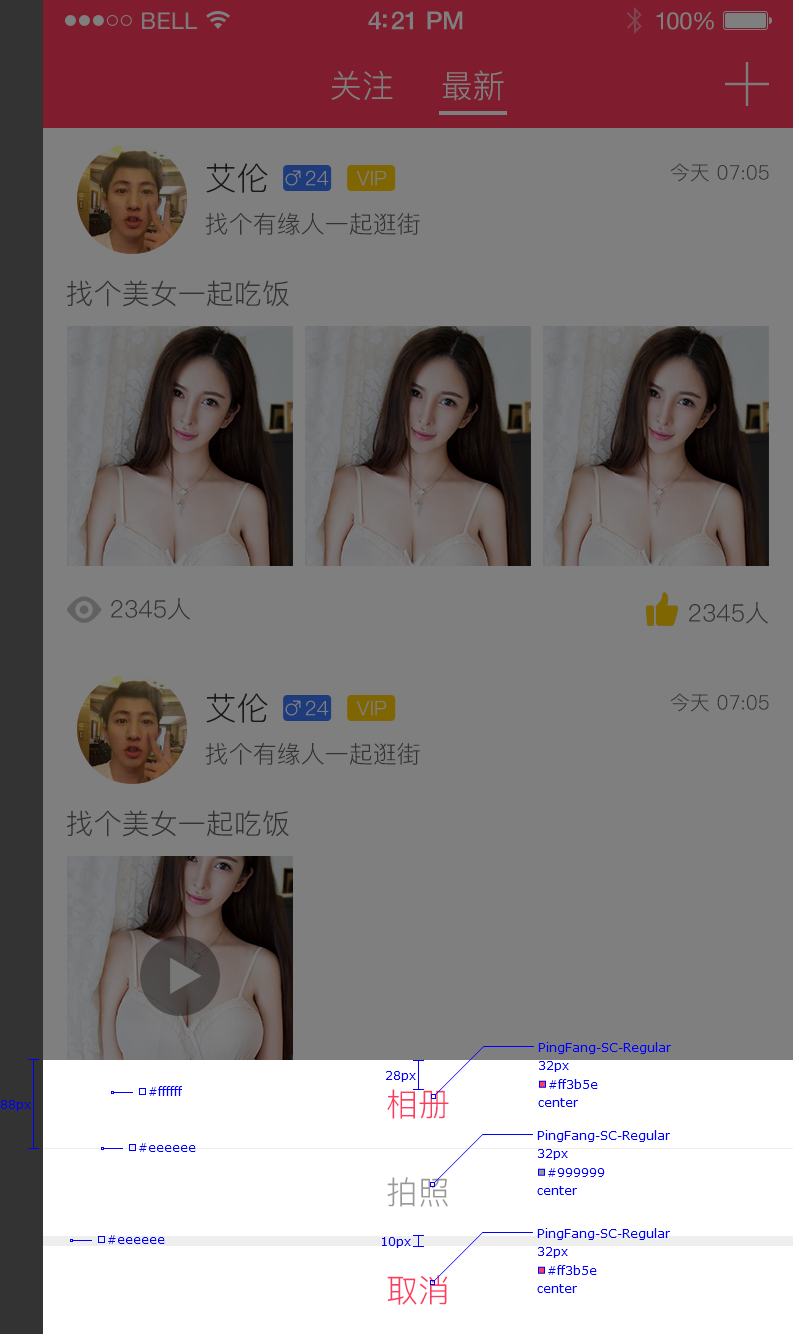 BELL 4:21 PM 100%
关注 最新
艾伦 ♂24 VIP 今天 07:05
找个有缘人一起逛街
找个美女一起吃饭
2345人 2345人
艾伦 ♂24 VIP 今天 07:05
找个有缘人一起逛街
找个美女一起吃饭
PingFang-SC-Regular
32px
#ff3b5e
center
28px
#ffffff
88px
相册
#eeeeee
PingFang-SC-Regular
32px
#999999
center
拍照
#eeeeee
10px
PingFang-SC-Regular
32px
#ff3b5e
center
取消